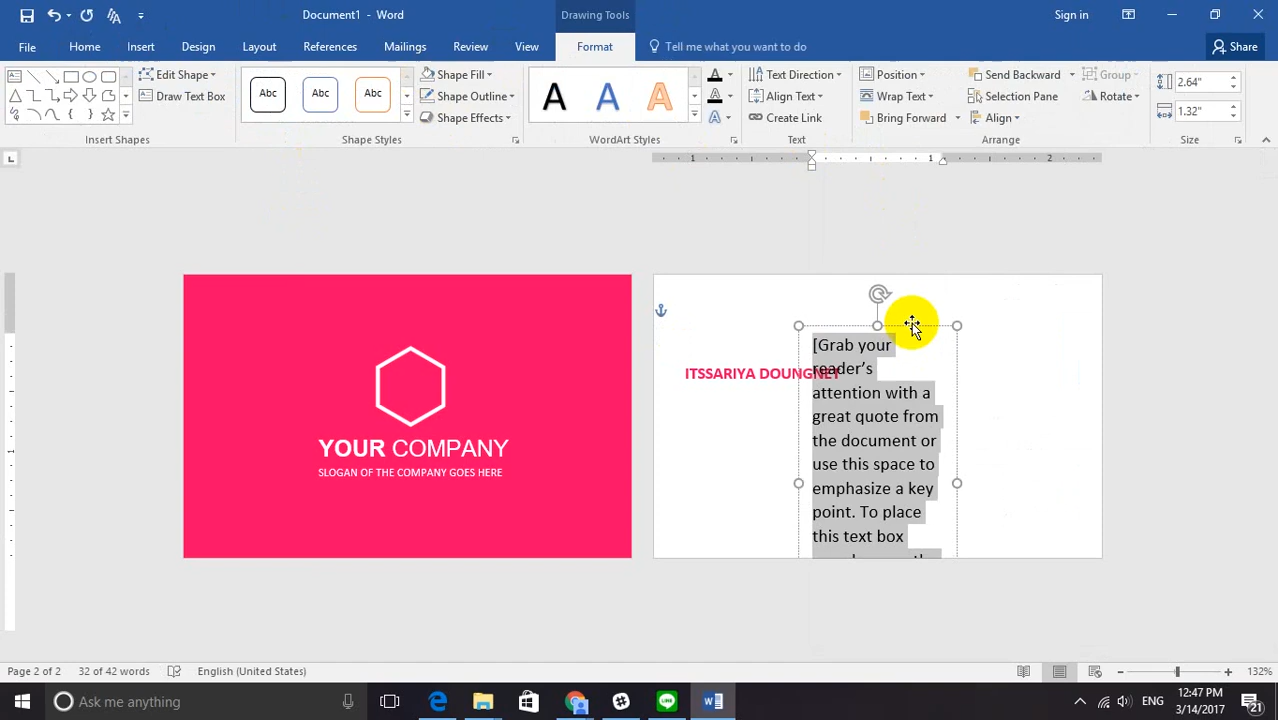 Document1 - Word
Drawing Tools
Sign in
File
Home
Insert
Design
Layout
References
Mailings
Review
View
Format
Tell me what you want to do
Share
Edit Shape
Draw Text Box
Insert Shapes
Abc
Abc
Abc
Shape Fill
Shape Outline
Shape Effects
Shape Styles
A
A
A
WordArt Styles
Text Direction
Align Text
Create Link
Text
Position
Wrap Text
Bring Forward
Send Backward
Selection Pane
Align
Group
Rotate
Arrange
2.64"
1.32"
Size
1
1
2
YOUR COMPANY
SLOGAN OF THE COMPANY GOES HERE
ITSSARIYA DOUNGNET
[Grab your
reader's
attention with a
great quote from
the document or
use this space to
emphasize a key
point. To place
this text box
Page 2 of 2
32 of 42 words
English (United States)
132%
Ask me anything
ENG
12:47 PM
3/14/2017
21